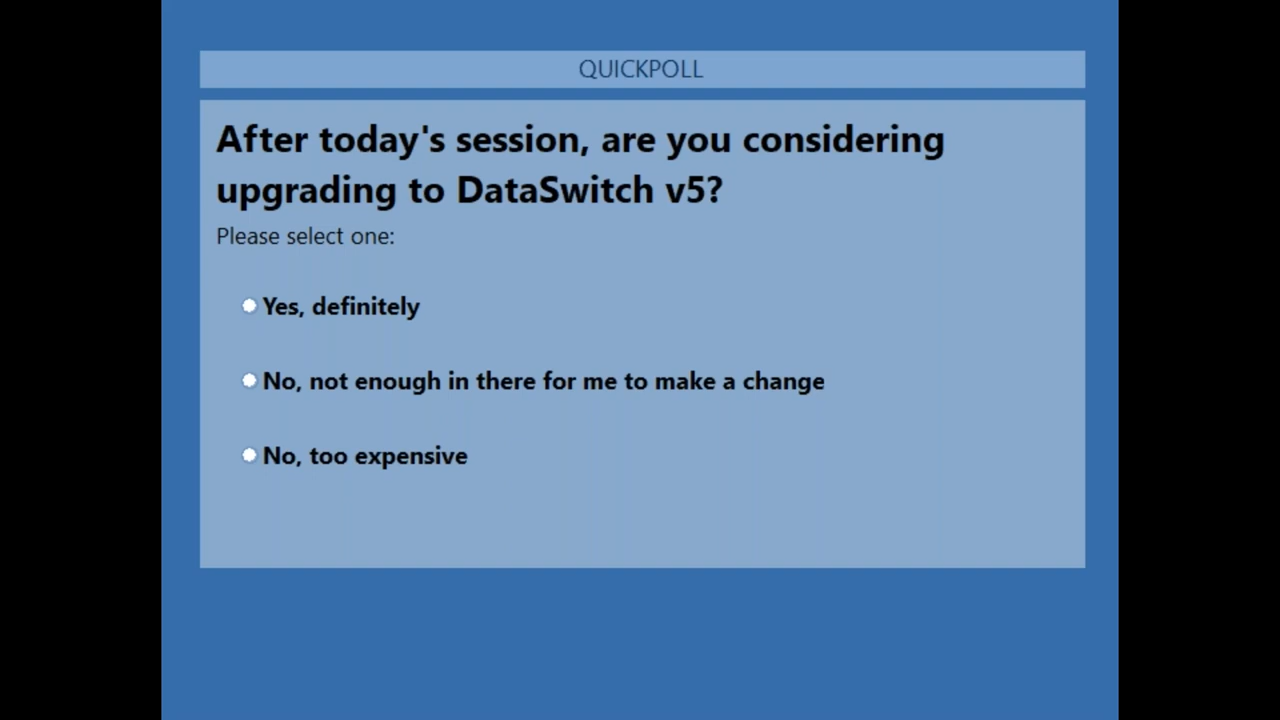 QUICKPOLL
After today's session, are you considering
upgrading to DataSwitch v5?
Please select one:
Yes, definitely
No, not enough in there for me to make a change
No, too expensive